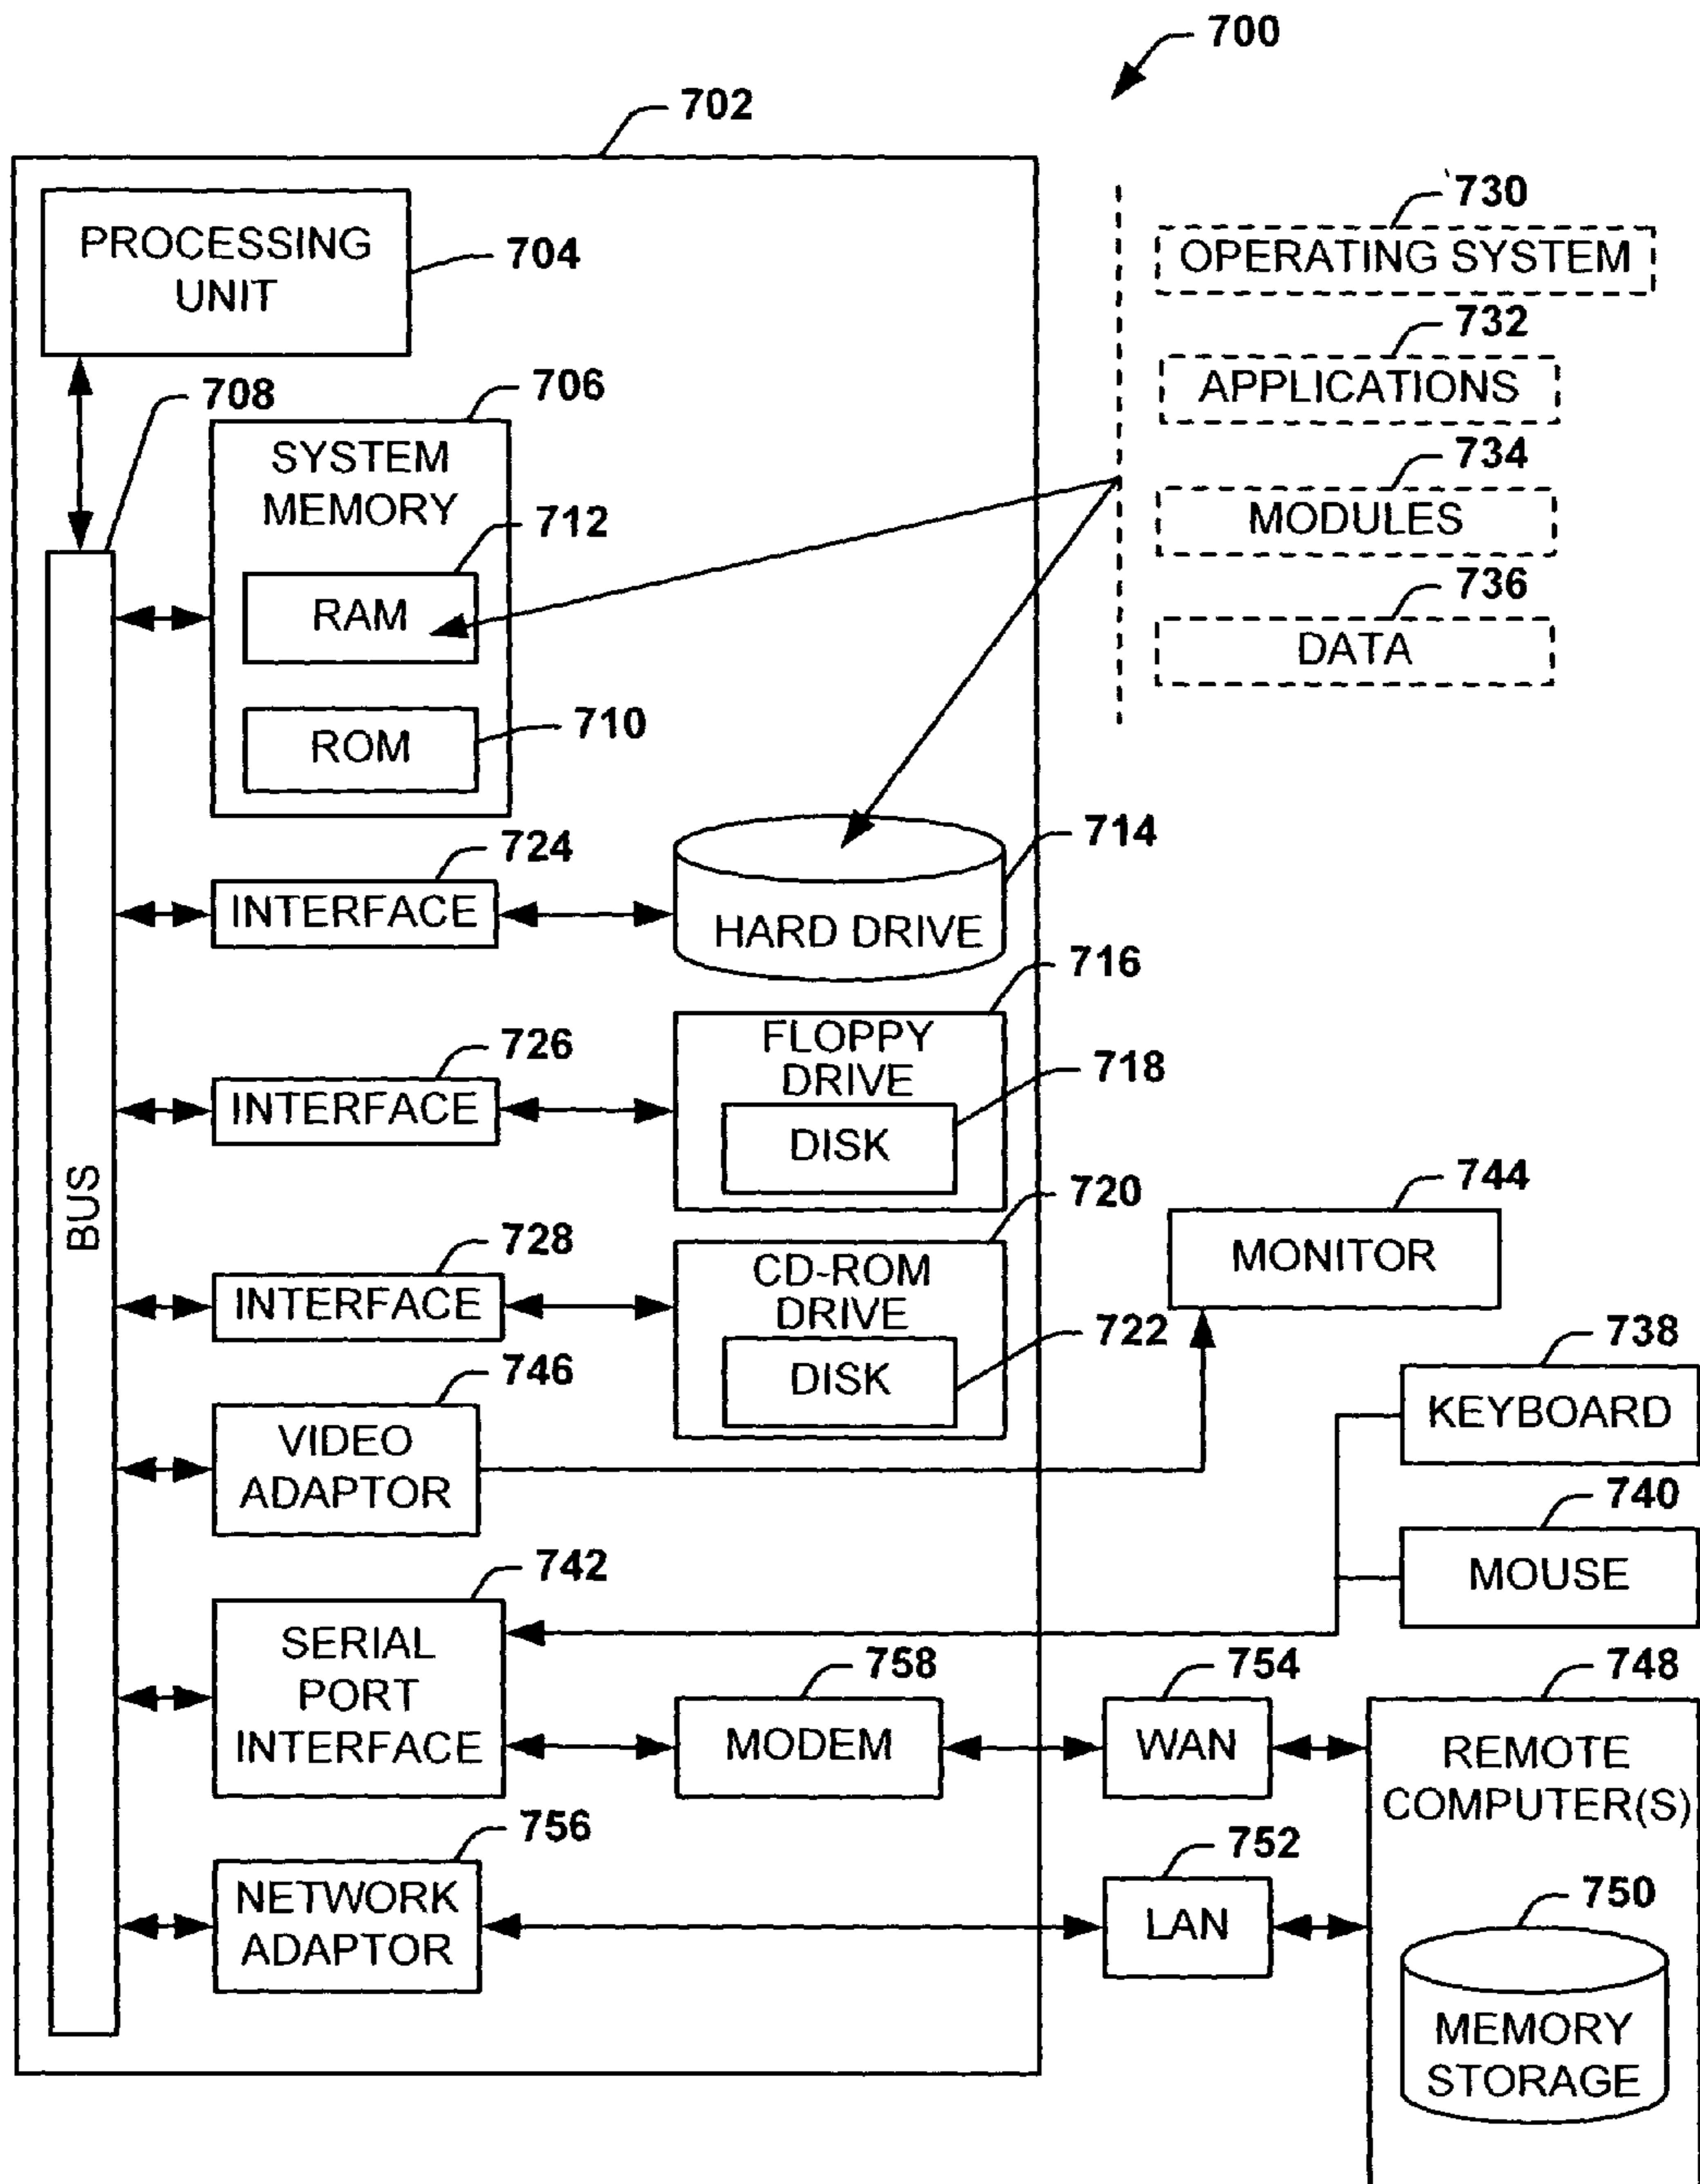 700
702
PROCESSING
UNIT
704
730
OPERATING SYSTEM
732
APPLICATIONS
734
MODULES
736
DATA
708
706
SYSTEM
MEMORY
712
RAM
710
ROM
BUS
724
INTERFACE
714
HARD DRIVE
726
INTERFACE
716
FLOPPY
DRIVE
718
DISK
728
INTERFACE
720
CD-ROM
DRIVE
722
DISK
744
MONITOR
738
KEYBOARD
740
MOUSE
746
VIDEO
ADAPTOR
742
SERIAL
PORT
INTERFACE
758
MODEM
754
WAN
748
REMOTE
COMPUTER(S)
756
NETWORK
ADAPTOR
752
LAN
750
MEMORY
STORAGE